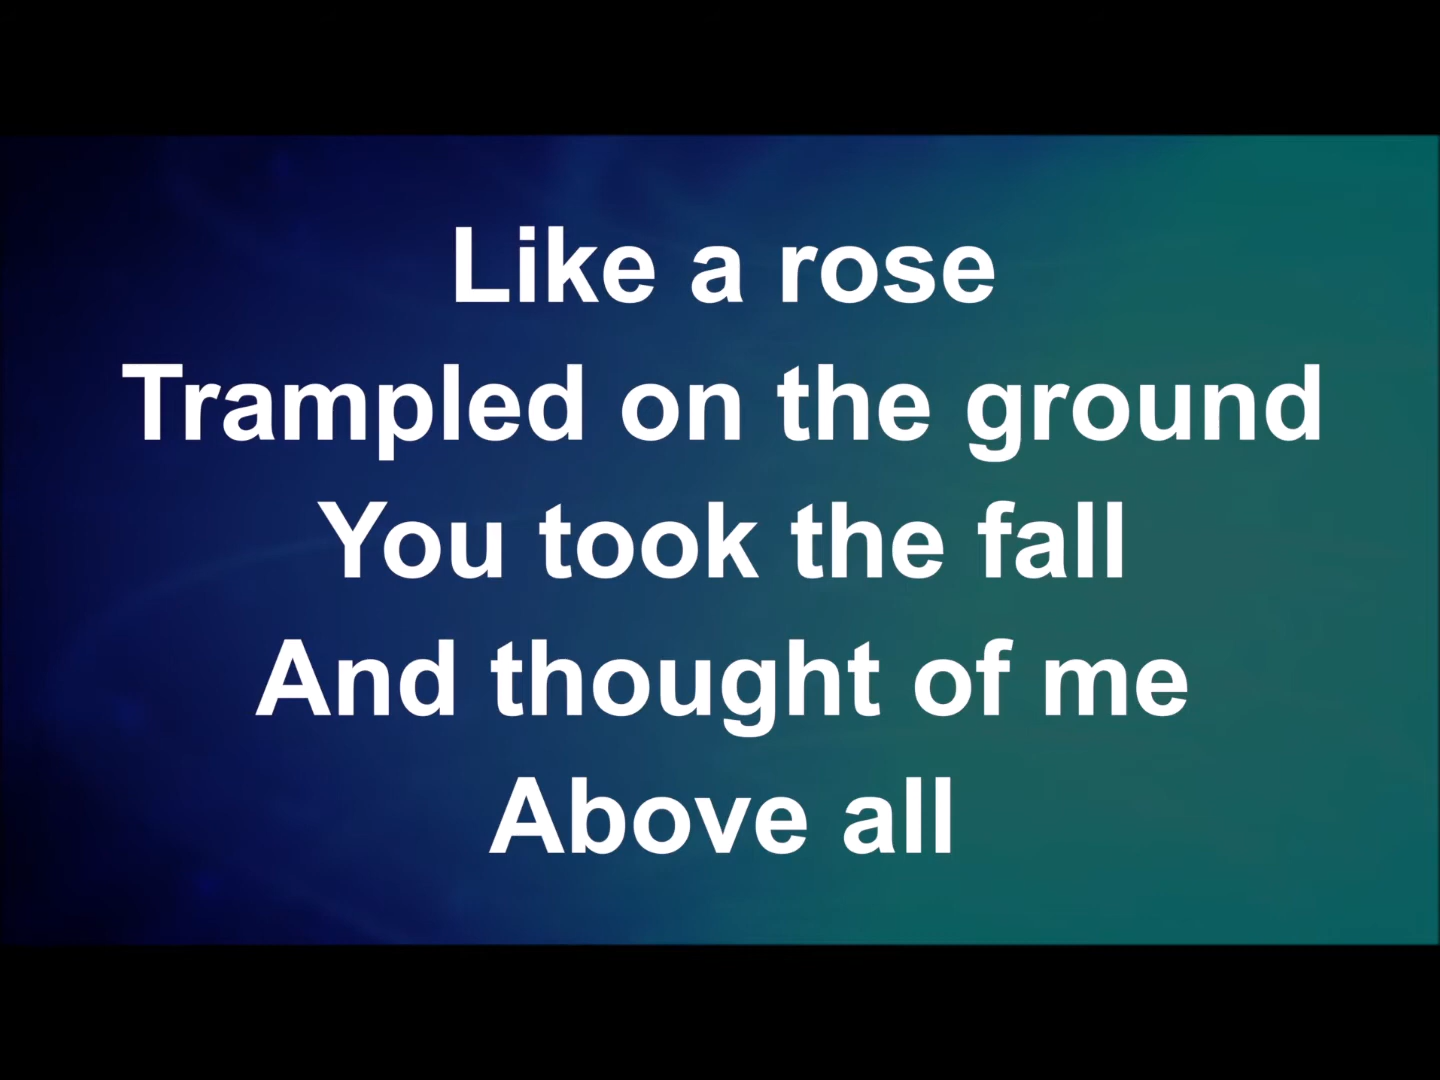 Like a rose
Trampled on the ground
You took the fall
And thought of me
Above all